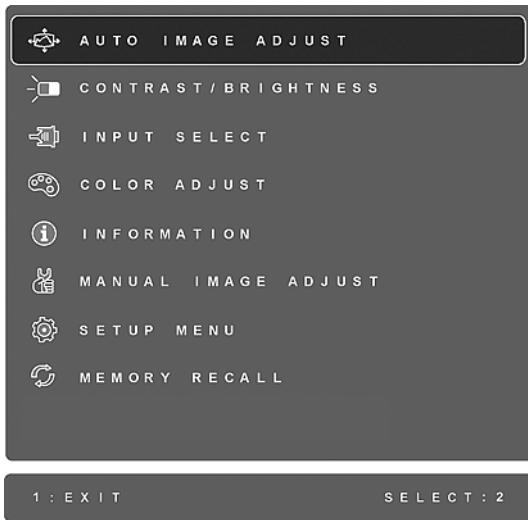 AUTO IMAGE ADJUST
CONTRAST/BRIGHTNESS
INPUT SELECT
COLOR ADJUST
INFORMATION
MANUAL IMAGE ADJUST
SETUP MENU
MEMORY RECALL
1:EXIT SELECT:2